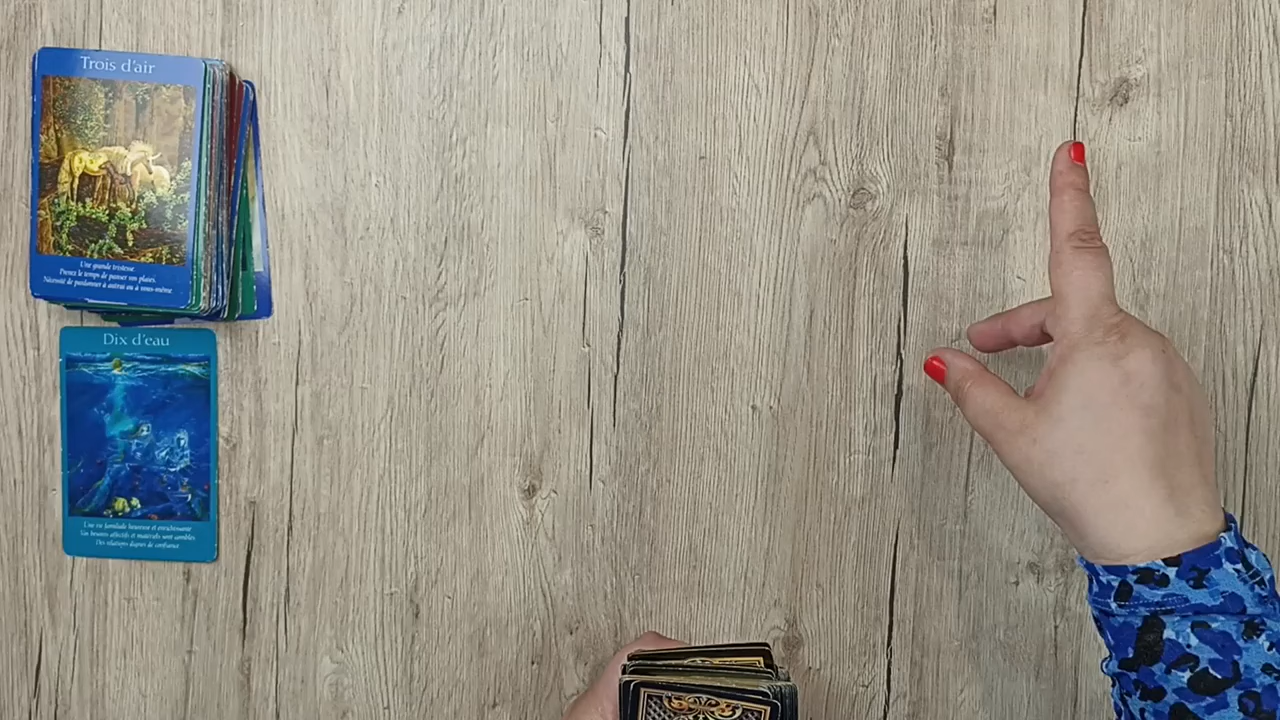 Trois d'air
Une grande tristesse.
Prenez le temps de panser vos plaies.
Nécessité de pardonner à autrui ou à vous-même.
Dix d'eau
Une vie familiale heureuse et enrichissante
Vos besoins affectifs et matériels sont comblés
Des relations dignes de confiance